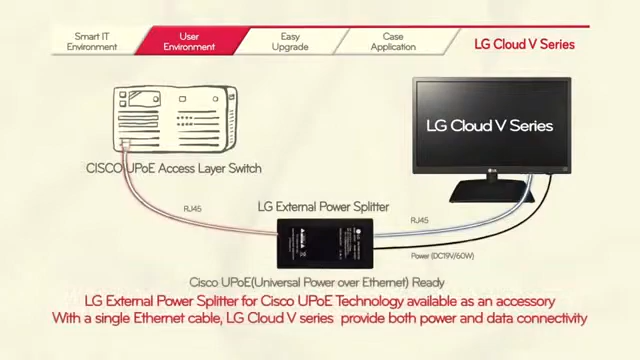 Smart IT
Environment
User
Environment
Easy
Upgrade
Case
Application
LG Cloud V Series
LG Cloud V Series
LG
CISCO UPoE Access Layer Switch
LG External Power Splitter
RJ45
RJ45
Power (DC19V/60W)
Cisco UPoE(Universal Power over Ethernet) Ready
LG External Power Splitter for Cisco UPoE Technology available as an accessory
With a single Ethernet cable, LG Cloud V series provide both power and data connectivity